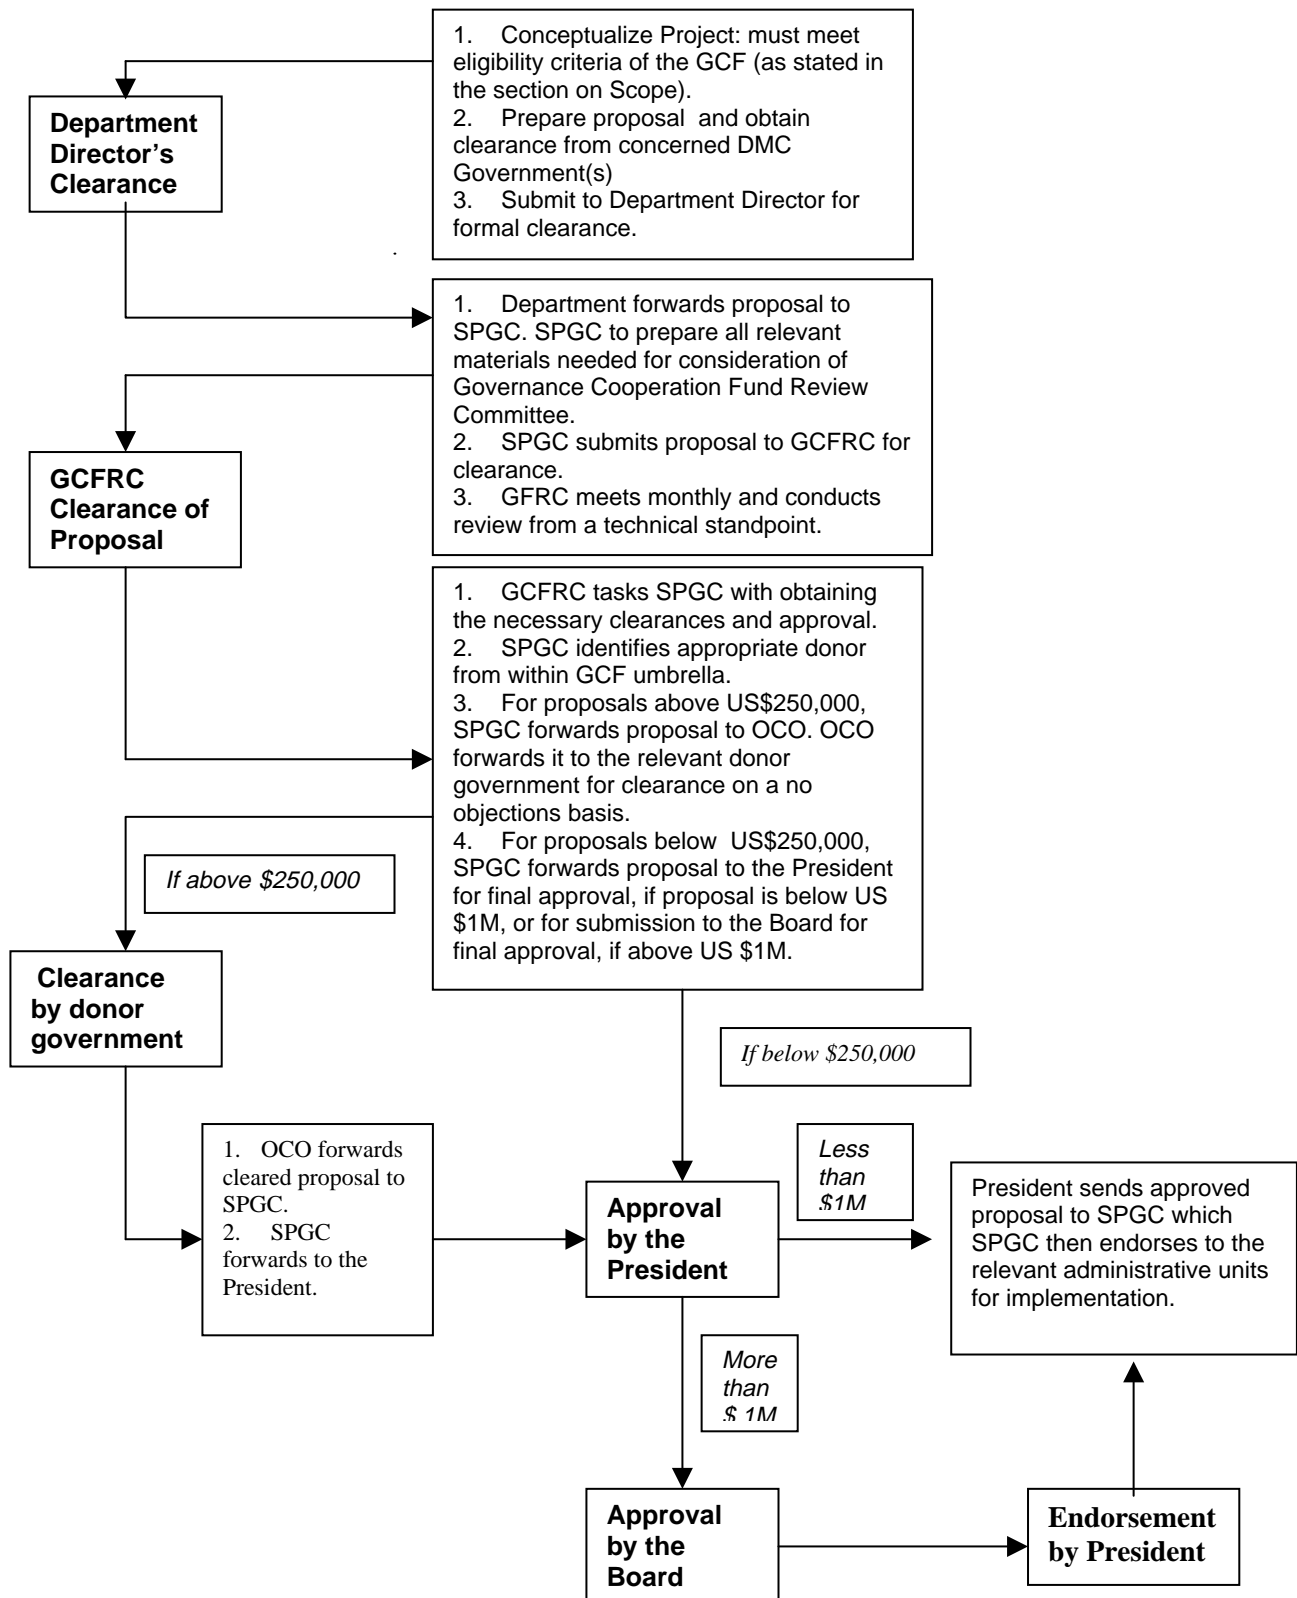 1. Conceptualize Project: must meet
eligibility criteria of the GCF (as stated in
the section on Scope).
2. Prepare proposal and obtain
clearance from concerned DMC
Government(s)
3. Submit to Department Director for
formal clearance.
Department
Director's
Clearance
.
1. Department forwards proposal to
SPGC. SPGC to prepare all relevant
materials needed for consideration of
Governance Cooperation Fund Review
Committee.
2. SPGC submits proposal to GCFRC for
clearance.
3. GFRC meets monthly and conducts
review from a technical standpoint.
GCFRC
Clearance of
Proposal
1. GCFRC tasks SPGC with obtaining
the necessary clearances and approval.
2. SPGC identifies appropriate donor
from within GCF umbrella.
3. For proposals above US$250,000,
SPGC forwards proposal to OCO. OCO
forwards it to the relevant donor
government for clearance on a no
objections basis.
4. For proposals below US$250,000,
SPGC forwards proposal to the President
for final approval, if proposal is below US
$1M, or for submission to the Board for
final approval, if above US $1M.
If above $250,000
Clearance
by donor
government
If below $250,000
1. OCO forwards
cleared proposal to
SPGC.
2. SPGC
forwards to the
President.
Approval
by the
President
Less
than
$1M
President sends approved
proposal to SPGC which
SPGC then endorses to the
relevant administrative units
for implementation.
More
than
$ 1M
Approval
by the
Board
Endorsement
by President